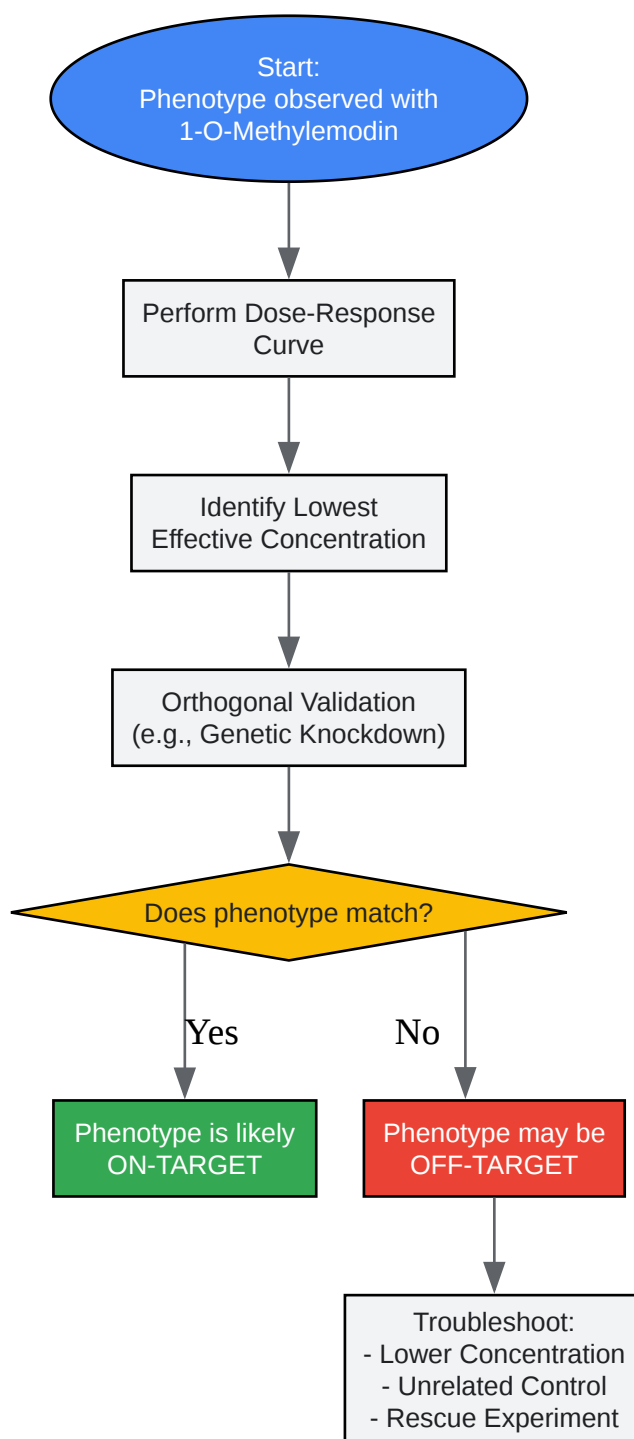 Start:
Phenotype observed with
1-O-Methylemodin
Perform Dose-Response
Curve
Identify Lowest
Effective Concentration
Orthogonal Validation
(e.g., Genetic Knockdown)
Does phenotype match?
Yes
No
Phenotype is likely
ON-TARGET
Phenotype may be
OFF-TARGET
Troubleshoot:
- Lower Concentration
- Unrelated Control
- Rescue Experiment